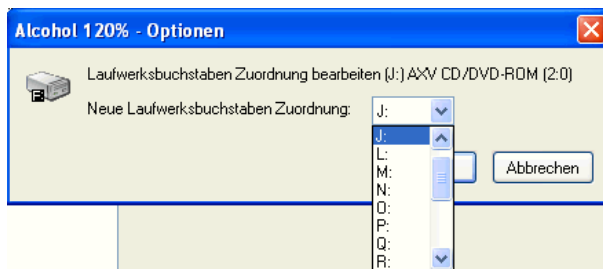 Alcohol 120% - Optionen
Laufwerksbuchstaben Zuordnung bearbeiten (J:) AXV CD/DVD-ROM (2:0)
Neue Laufwerksbuchstaben Zuordnung: J:
J:
L:
M:
Abbrechen
N:
O:
P:
Q:
R: